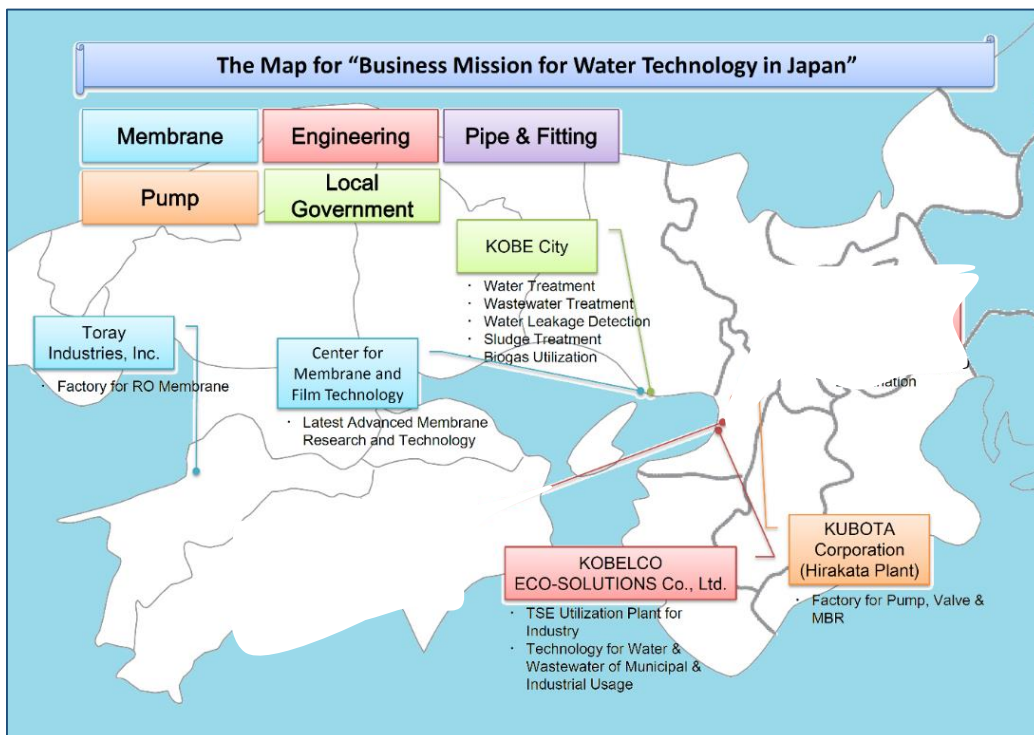 The Map for “Business Mission for Water Technology in Japan”
Membrane
Engineering
Pipe & Fitting
Pump
Local
Government
KOBE City
· Water Treatment
· Wastewater Treatment
· Water Leakage Detection
· Sludge Treatment
· Biogas Utilization
Toray
Industries, Inc.
· Factory for RO Membrane
Center for
Membrane and
Film Technology
· Latest Advanced Membrane
Research and Technology
KOBELCO
ECO-SOLUTIONS Co., Ltd.
· TSE Utilization Plant for
Industry
· Technology for Water &
Wastewater of Municipal &
Industrial Usage
KUBOTA
Corporation
(Hirakata Plant)
· Factory for Pump, Valve &
MBR